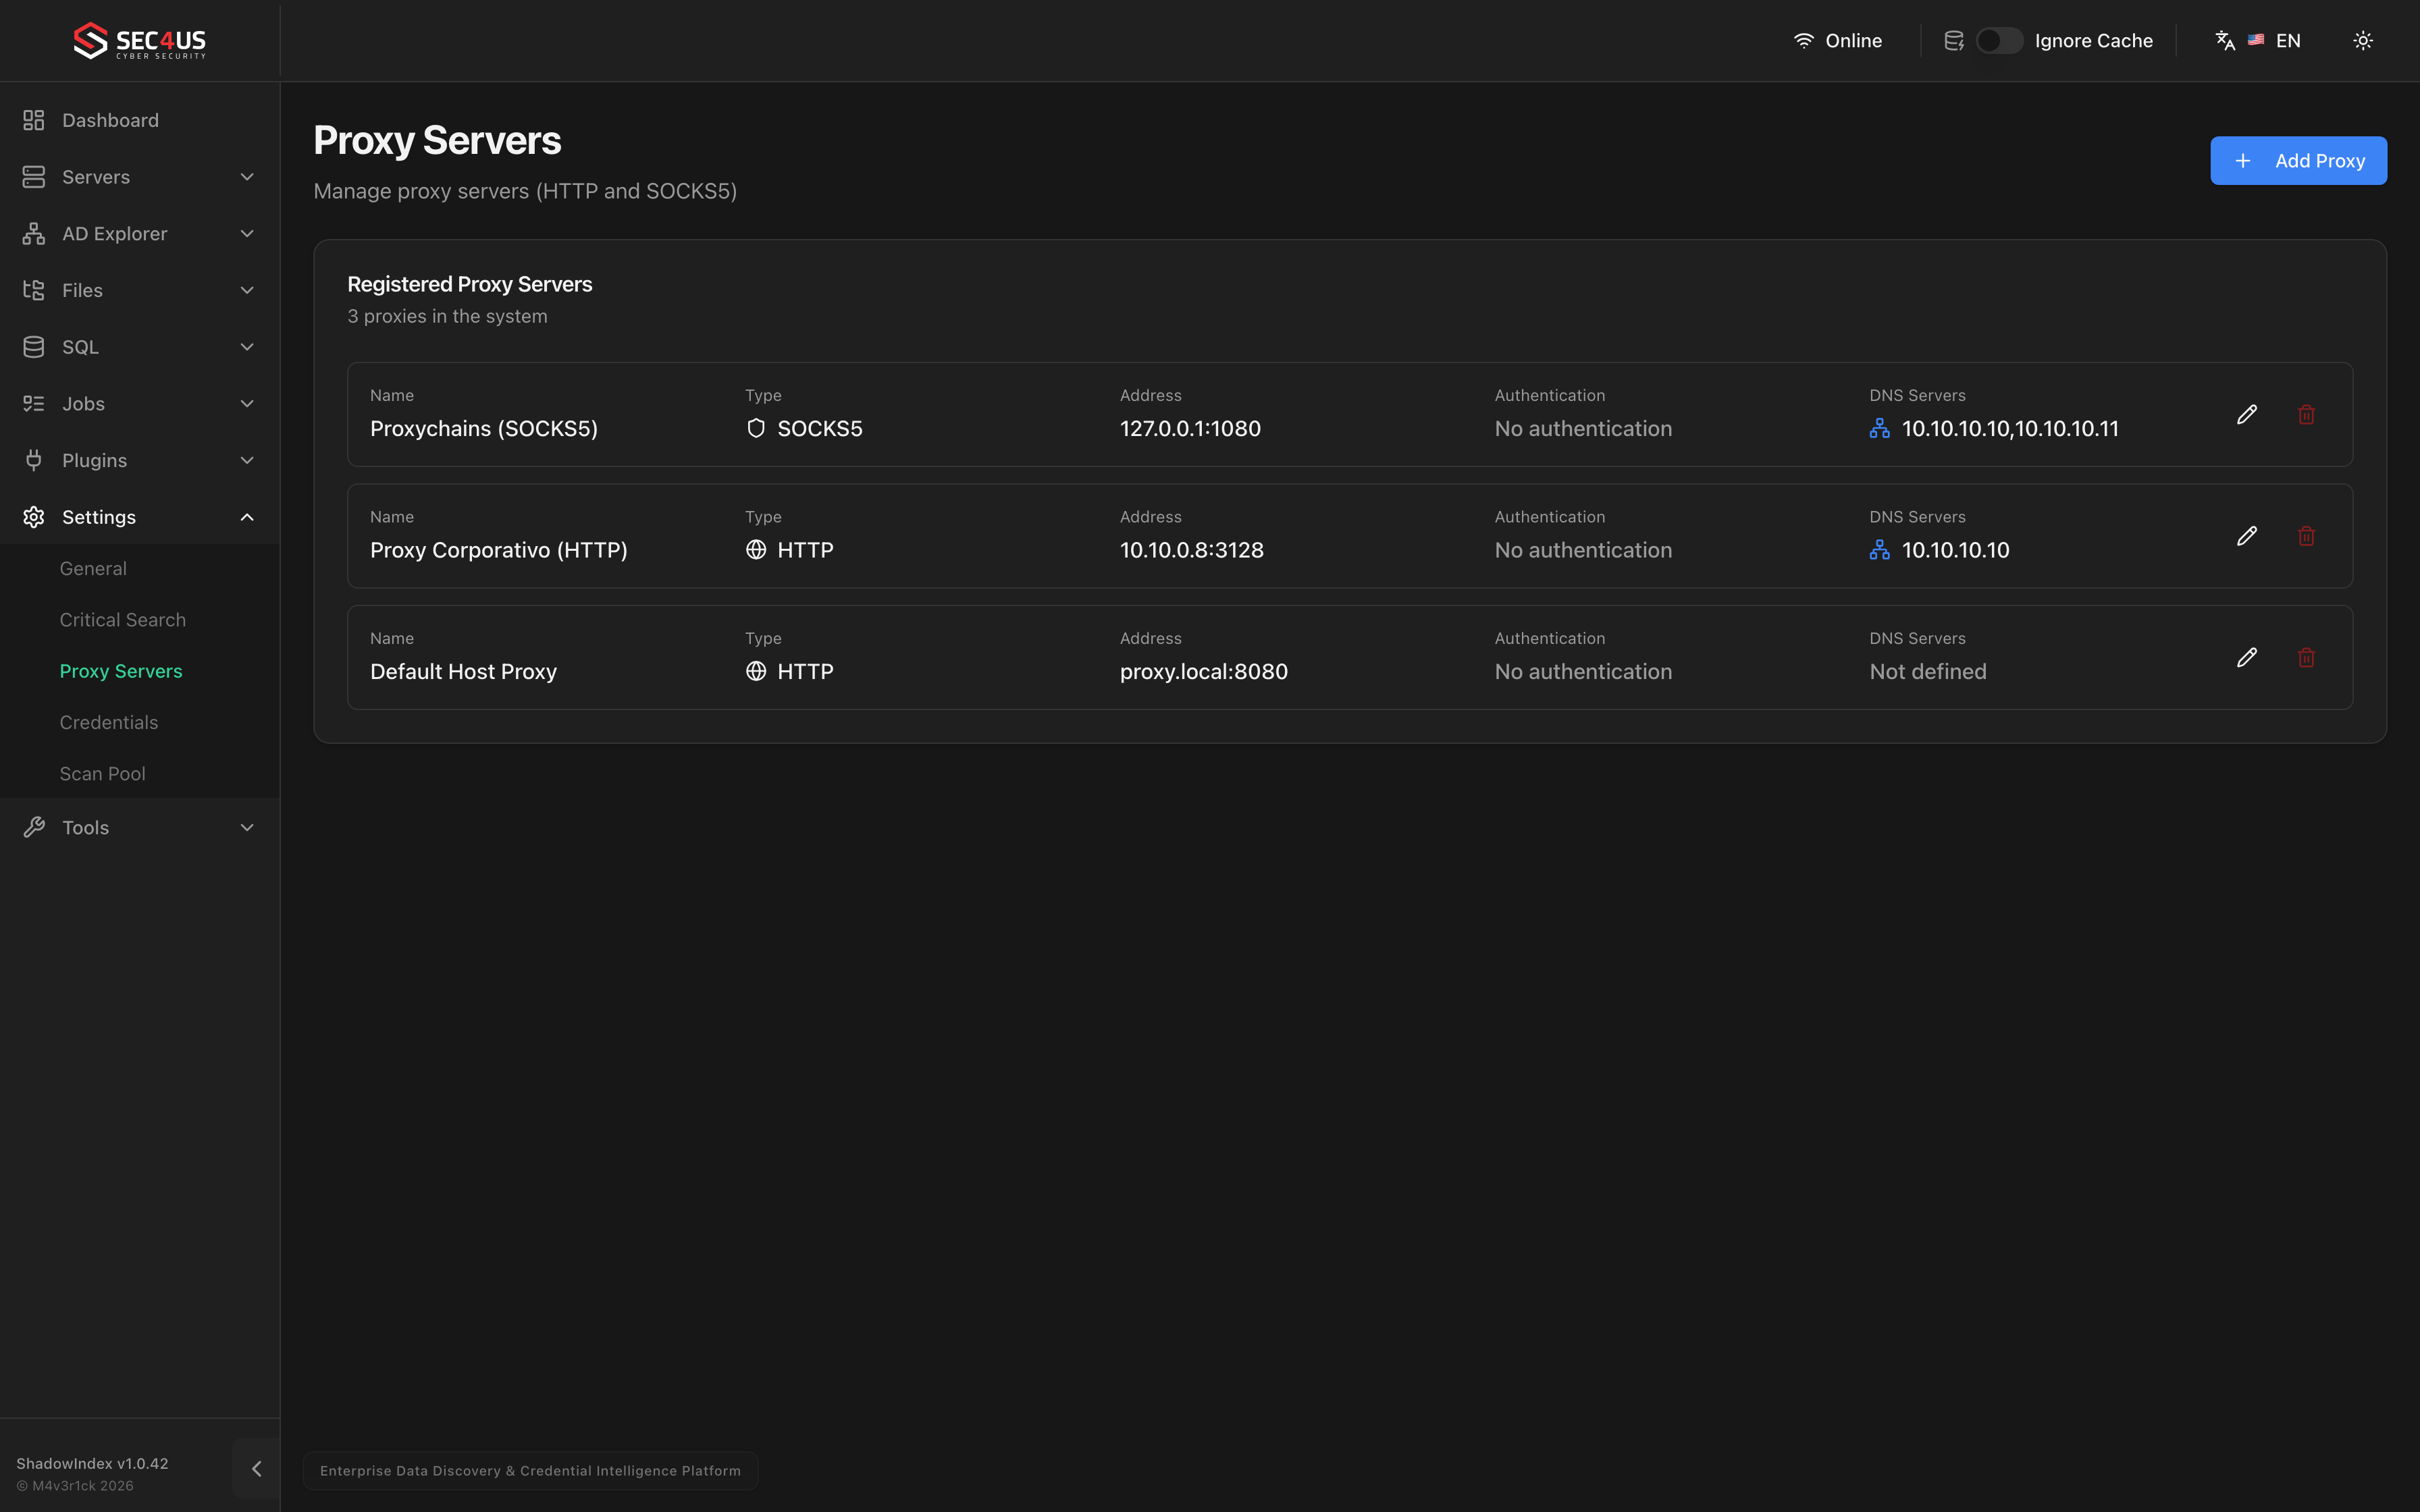 SEC4US
CYBER SECURITY
Online
Ignore Cache
EN
Dashboard
Servers
AD Explorer
Files
SQL
Jobs
Plugins
Settings
General
Critical Search
Proxy Servers
Credentials
Scan Pool
Tools
ShadowIndex v1.0.42
© M4v3r1ck 2026
Proxy Servers
Manage proxy servers (HTTP and SOCKS5)
Add Proxy
Registered Proxy Servers
3 proxies in the system
Name Type Address Authentication DNS Servers
Proxychains (SOCKS5) SOCKS5 127.0.0.1:1080 No authentication 10.10.10.10,10.10.10.11
Name Type Address Authentication DNS Servers
Proxy Corporativo (HTTP) HTTP 10.10.0.8:3128 No authentication 10.10.10.10
Name Type Address Authentication DNS Servers
Default Host Proxy HTTP proxy.local:8080 No authentication Not defined
Enterprise Data Discovery & Credential Intelligence Platform